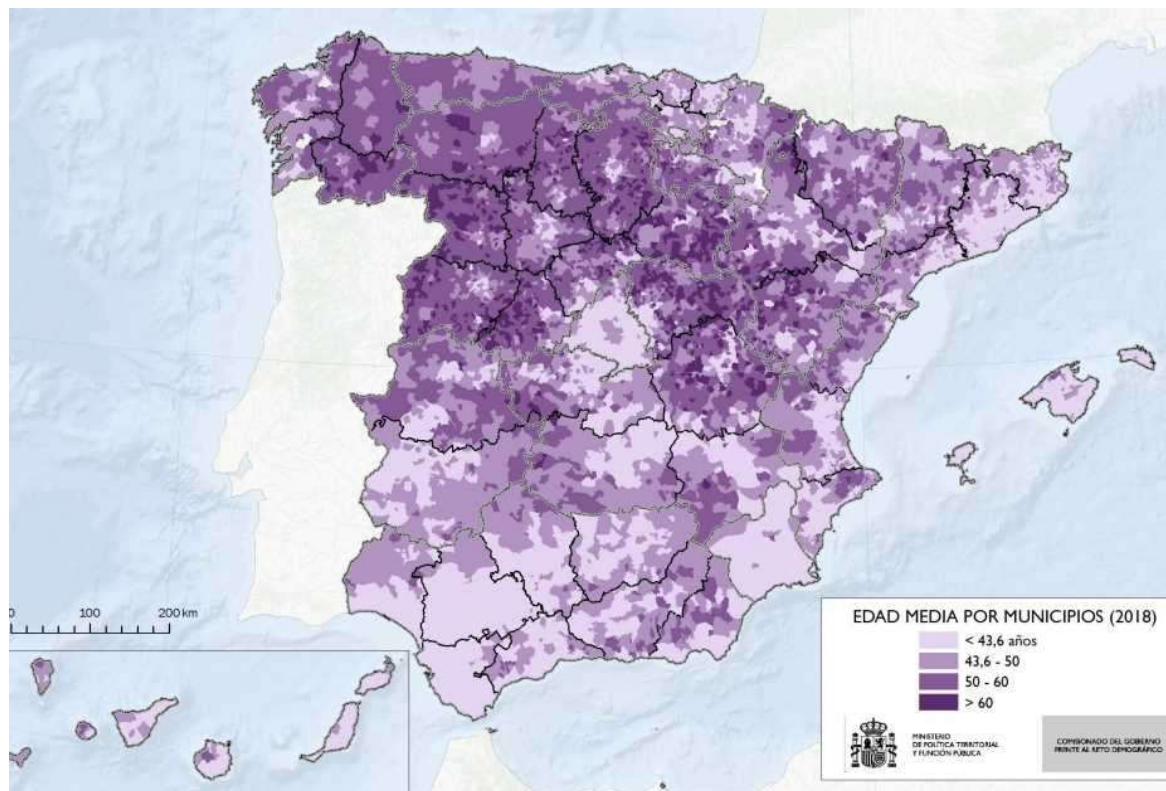 0 100 200 km
EDAD MEDIA POR MUNICIPIOS (2018)
< 43,6 años
43,6 - 50
50 - 60
> 60
MINISTERIO
DE POLÍTICA TERRITORIAL
Y FUNCIÓN PÚBLICA
COMISIONADO DEL GOBIERNO
FRENTE AL RETO DEMOGRÁFICO